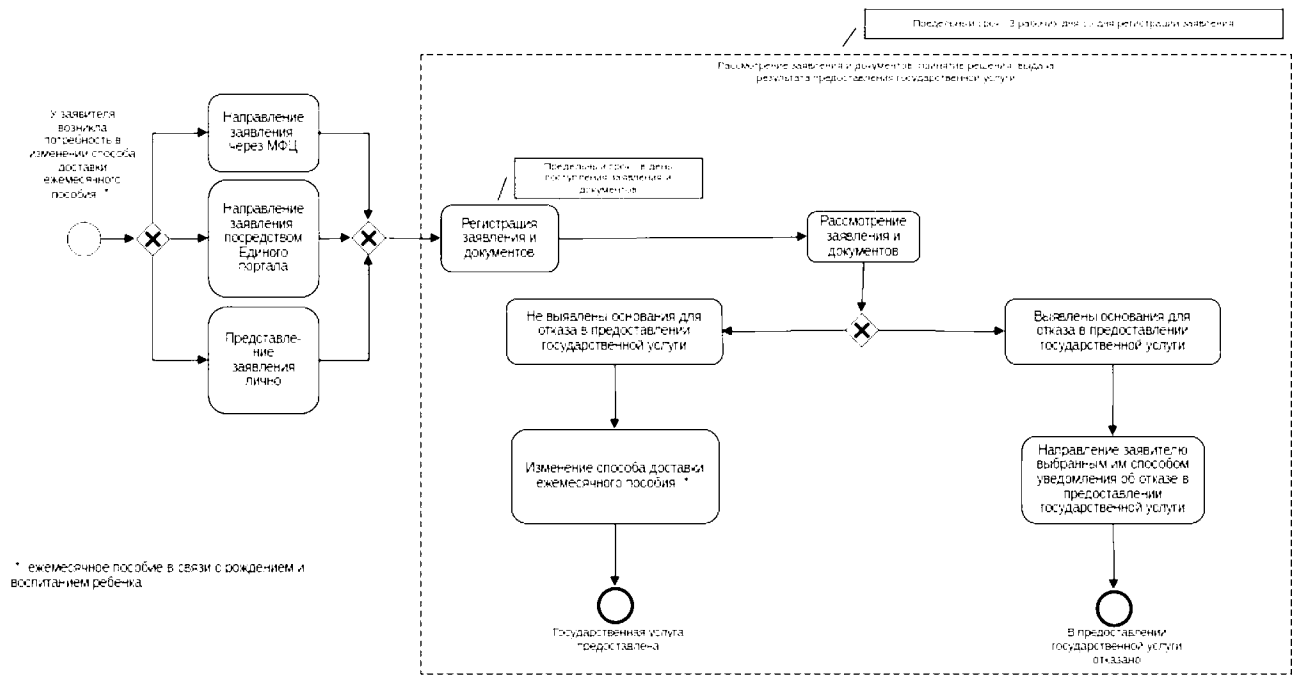 Предельный срок 3 рабочих дня со дня регистрации заявления
Рассмотрение заявления и документов принятие решения выдача
результата предоставления государственной услуги
У заявителя
возникла
потребность в
изменении способа
доставки
ежемесячного
пособия *
Направление
заявления
через МФЦ
Направление
заявления
посредством
Единого
портала
Представле-
ние
заявления
лично
Предельный срок в день
поступления заявления и
документов
Регистрация
заявления и
документов
Рассмотрение
заявления и
документов
Не выявлены основания для
отказа в предоставлении
государственной услуги
Выявлены основания для
отказа в предоставлении
государственной услуги
Изменение способа доставки
ежемесячного пособия *
Направление заявителю
выбранным им способом
уведомления об отказе в
предоставлении
государственной услуги
Государственная услуга
предоставлена
В предоставлении
государственной услуги
отказано
* ежемесячное пособие в связи с рождением и
воспитанием ребенка